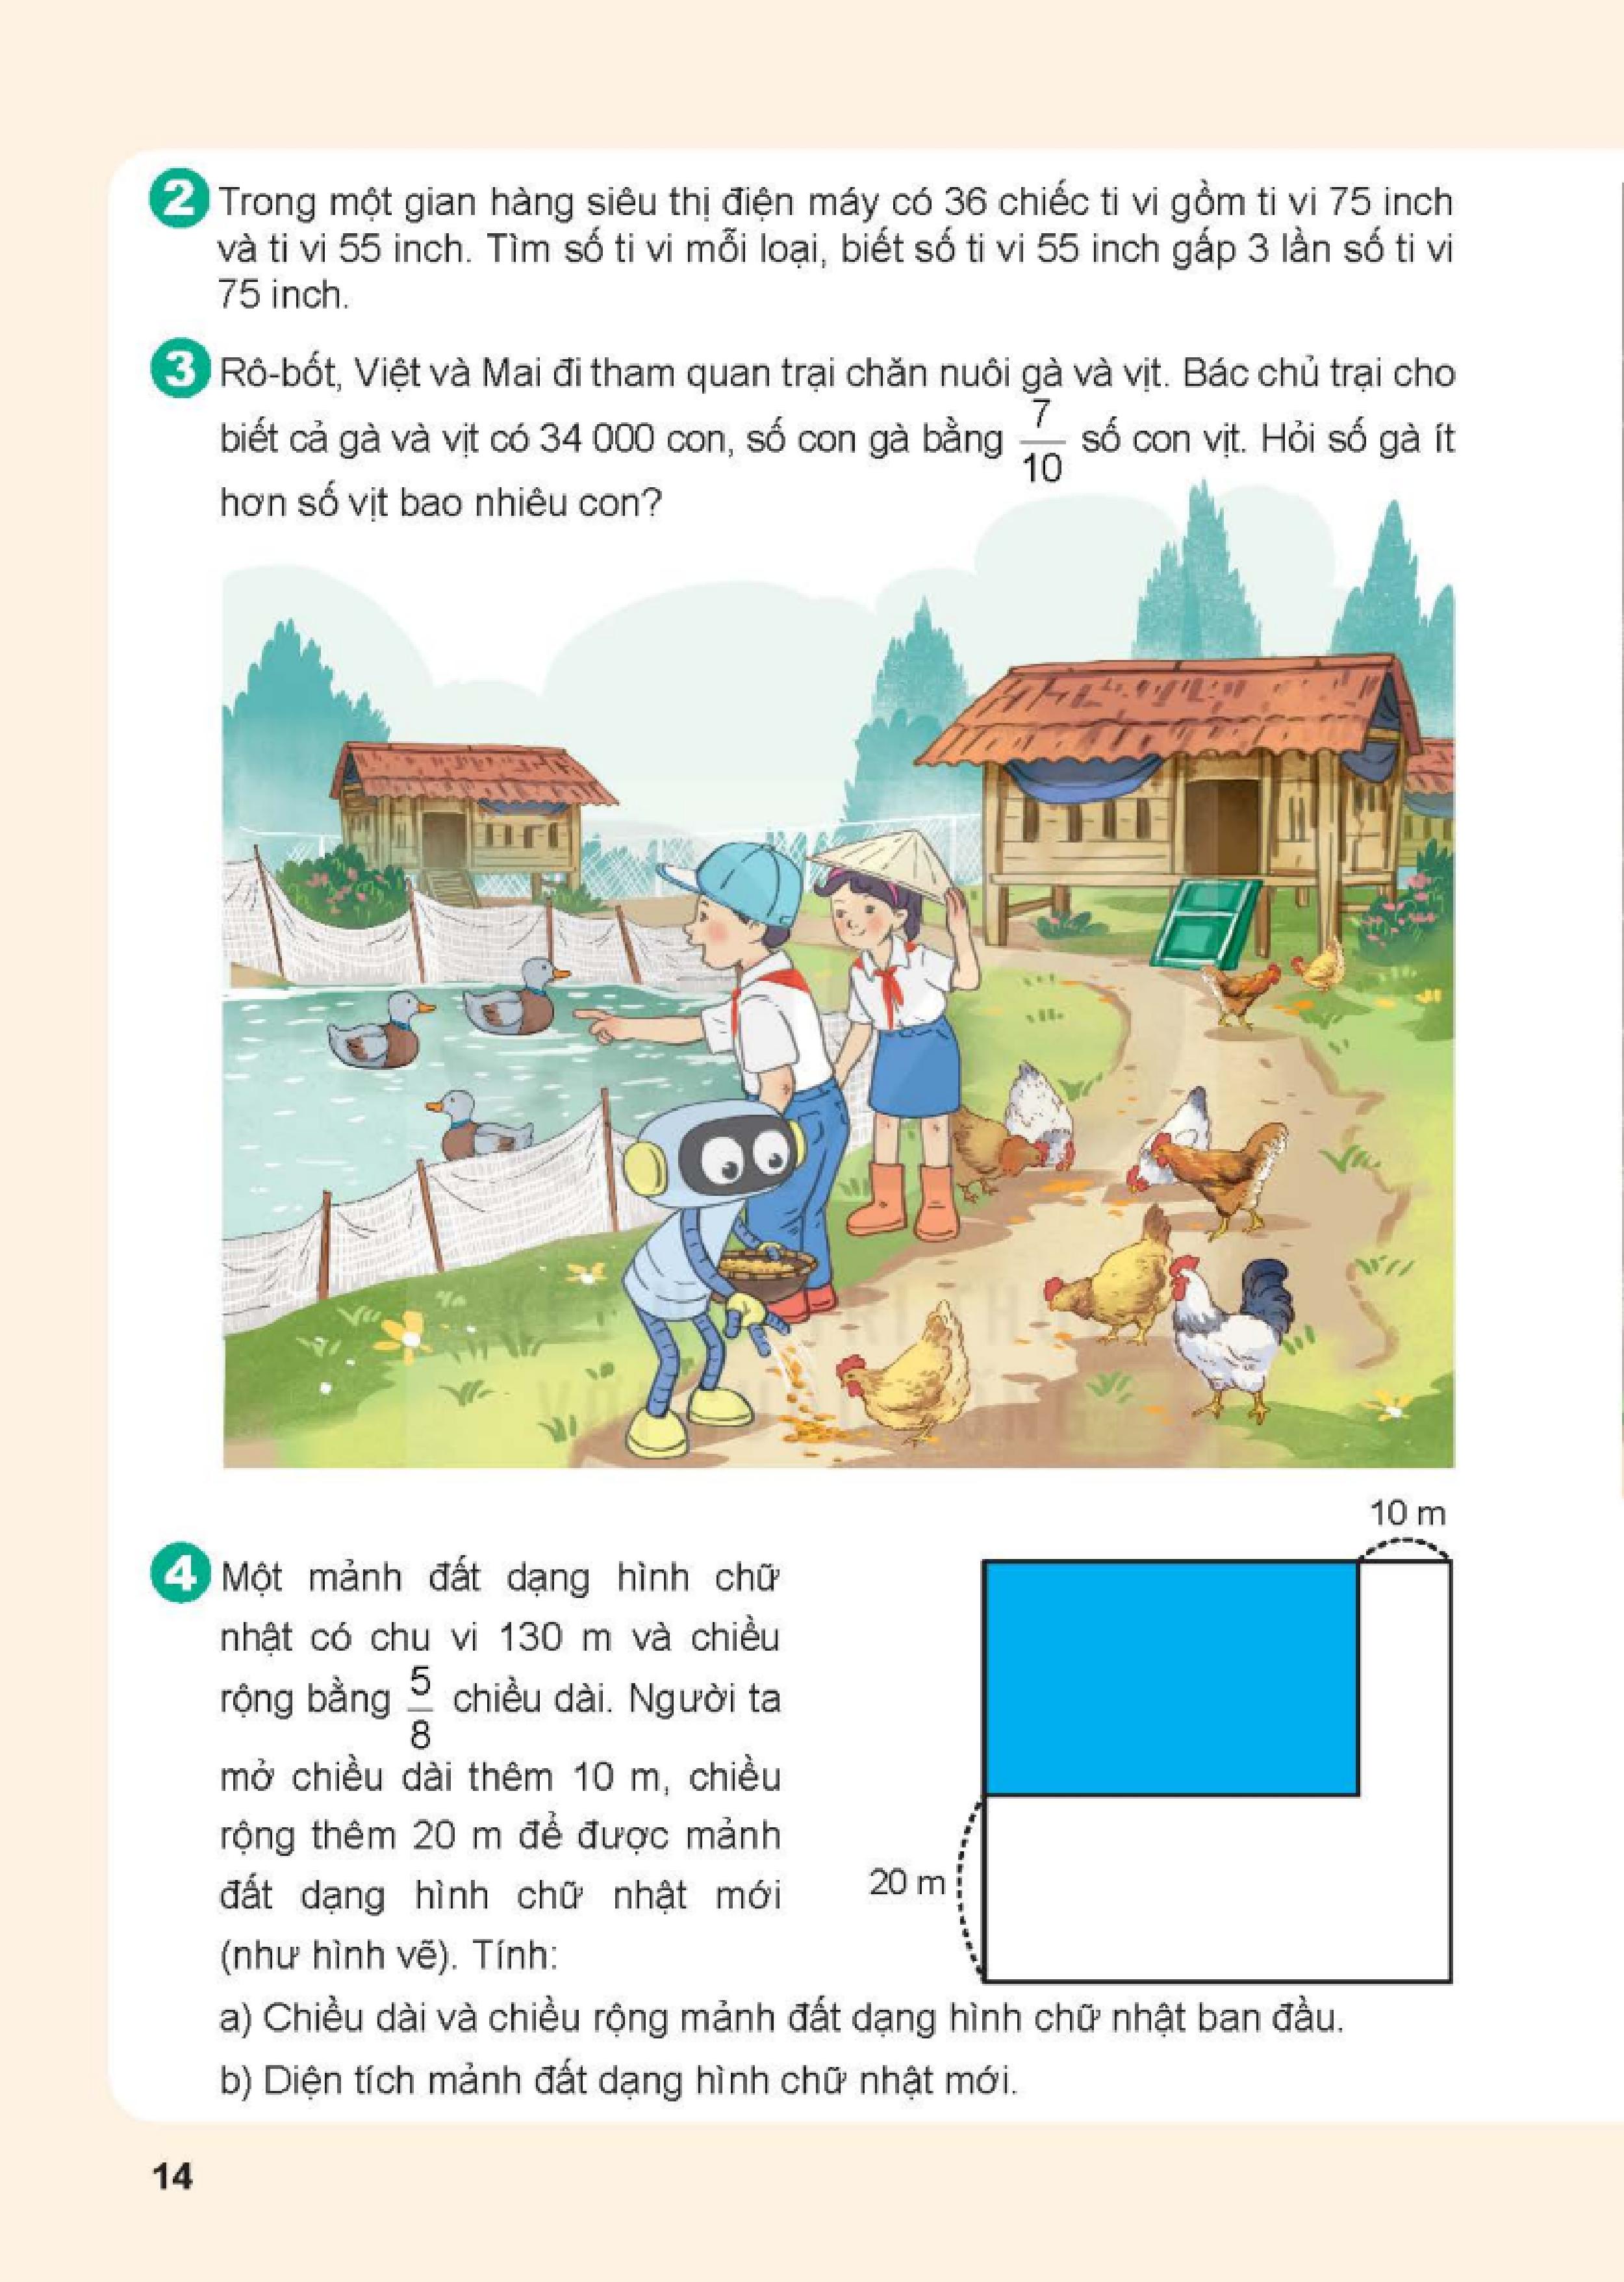 2 Trong một gian hàng siêu thị điện máy có 36 chiếc ti vi gồm ti vi 75 inch
và ti vi 55 inch. Tìm số ti vi mỗi loại, biết số ti vi 55 inch gấp 3 lần số ti vi
75 inch.
3 Rô-bốt, Việt và Mai đi tham quan trại chăn nuôi gà và vịt. Bác chủ trại cho
biết cả gà và vịt có 34 000 con, số con gà bằng 7/10 số con vịt. Hỏi số gà ít
hơn số vịt bao nhiêu con?
10 m
4 Một mảnh đất dạng hình chữ
nhật có chu vi 130 m và chiều
rộng bằng 5/8 chiều dài. Người ta
mở chiều dài thêm 10 m, chiều
rộng thêm 20 m để được mảnh
đất dạng hình chữ nhật mới
(như hình vẽ). Tính:
20 m
a) Chiều dài và chiều rộng mảnh đất dạng hình chữ nhật ban đầu.
b) Diện tích mảnh đất dạng hình chữ nhật mới.
14